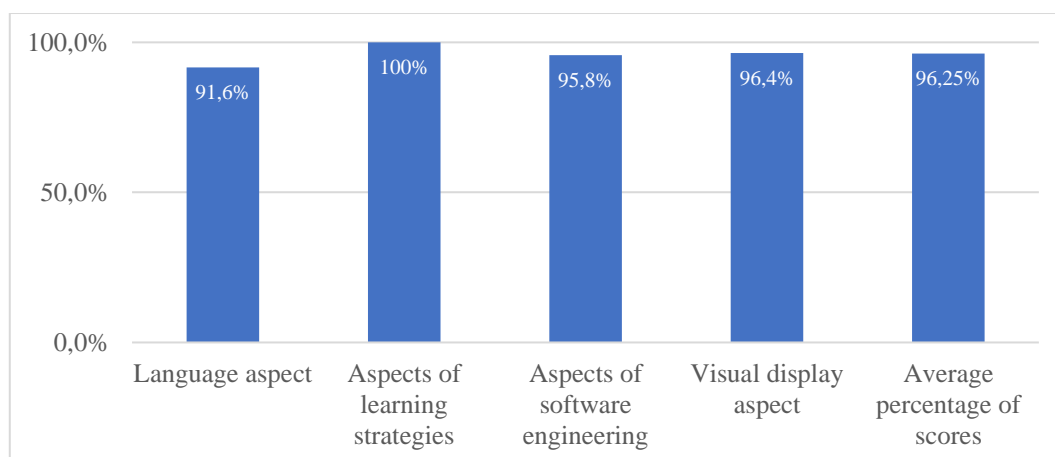 100,0%
50,0%
0,0%
91,6%
100%
95,8%
96,4%
96,25%
Language aspect
Aspects of
learning
strategies
Aspects of
software
engineering
Visual display
aspect
Average
percentage of
scores